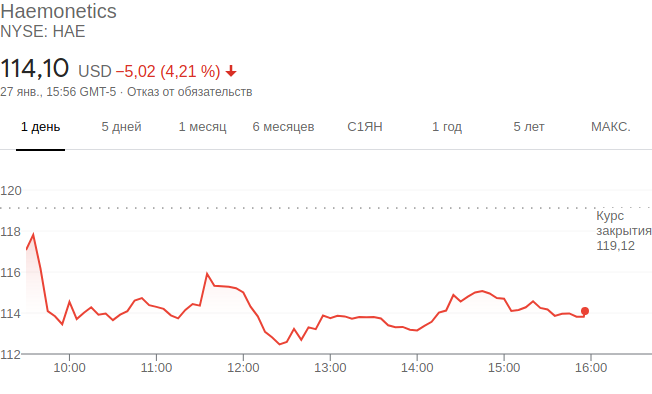 Haemonetics
NYSE: HAE
114,10 USD −5,02 (4,21 %)
27 янв., 15:56 GMT-5 · Отказ от обязательств
1 день 5 дней 1 месяц 6 месяцев С1ЯН 1 год 5 лет МАКС.
120
Курс
118 закрытия
119,12
116
114
112
10:00 11:00 12:00 13:00 14:00 15:00 16:00